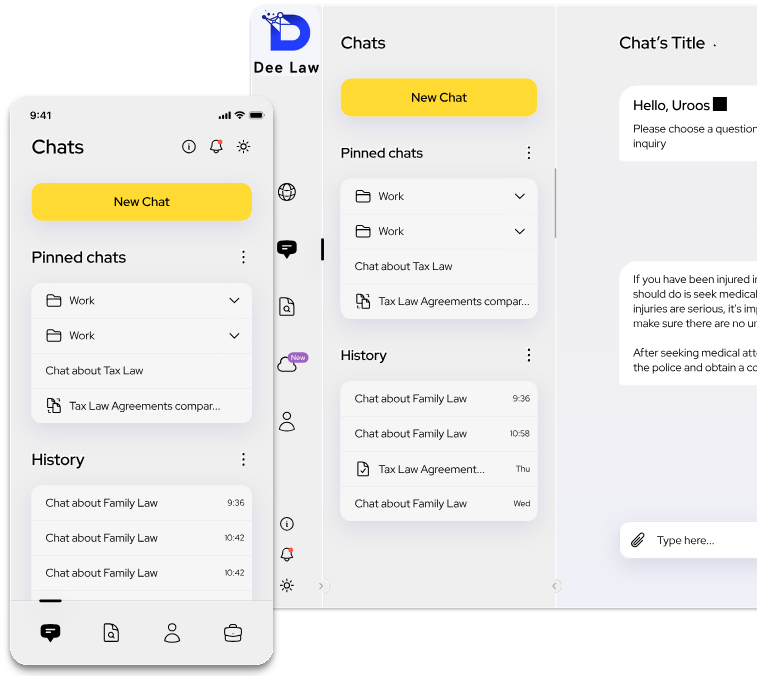 9:41
Chats
New Chat
Pinned chats
Work
Work
Chat about Tax Law
Tax Law Agreements compar...
History
Chat about Family Law 9:36
Chat about Family Law 10:42
Chat about Family Law 10:42
Dee Law
New
Chats
New Chat
Pinned chats
Work
Work
Chat about Tax Law
Tax Law Agreements compar...
History
Chat about Family Law 9:36
Chat about Family Law 10:58
Tax Law Agreement... Thu
Chat about Family Law Wed
Chat's Title
Hello, Uroos
Please choose a question
inquiry
If you have been injured in
should do is seek medical
injuries are serious, it's imp
make sure there are no un
After seeking medical atte
the police and obtain a co
Type here...